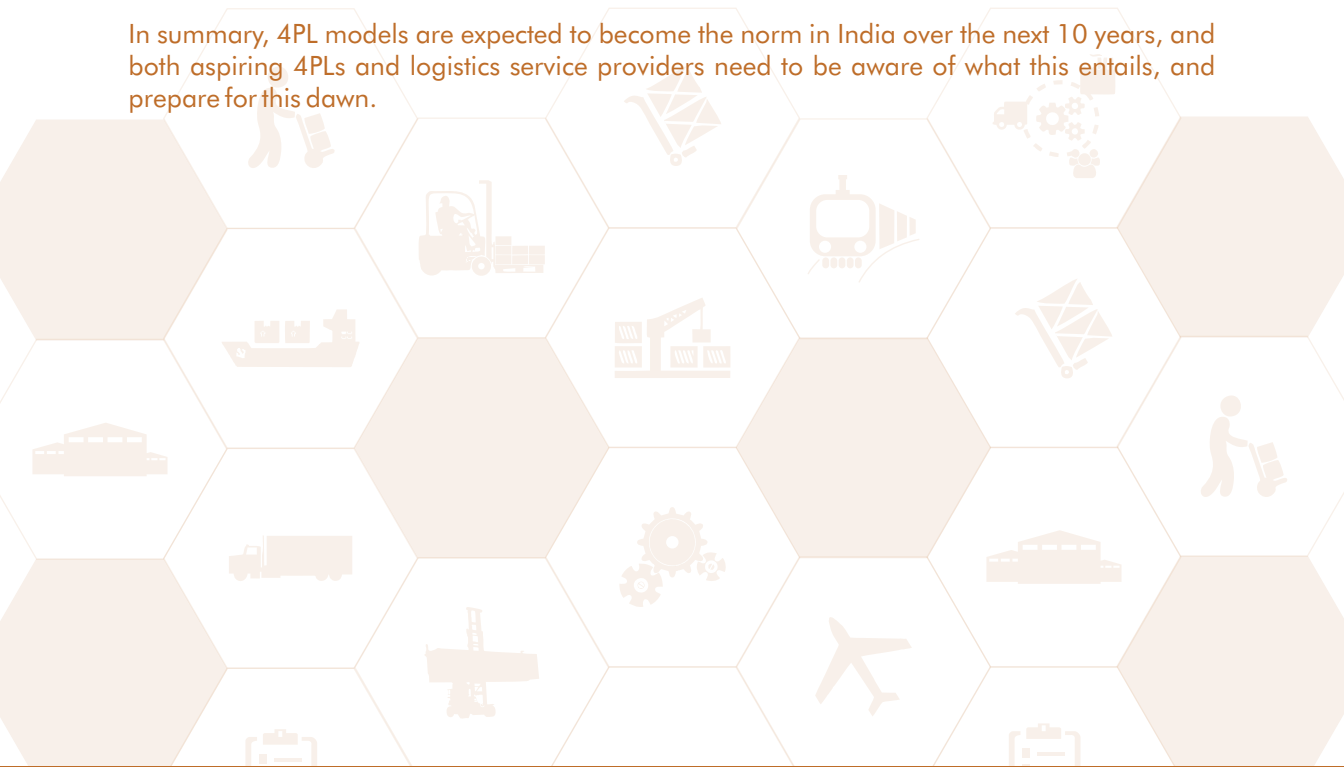 In summary, 4PL models are expected to become the norm in India over the next 10 years, and
both aspiring 4PLs and logistics service providers need to be aware of what this entails, and
prepare for this dawn.